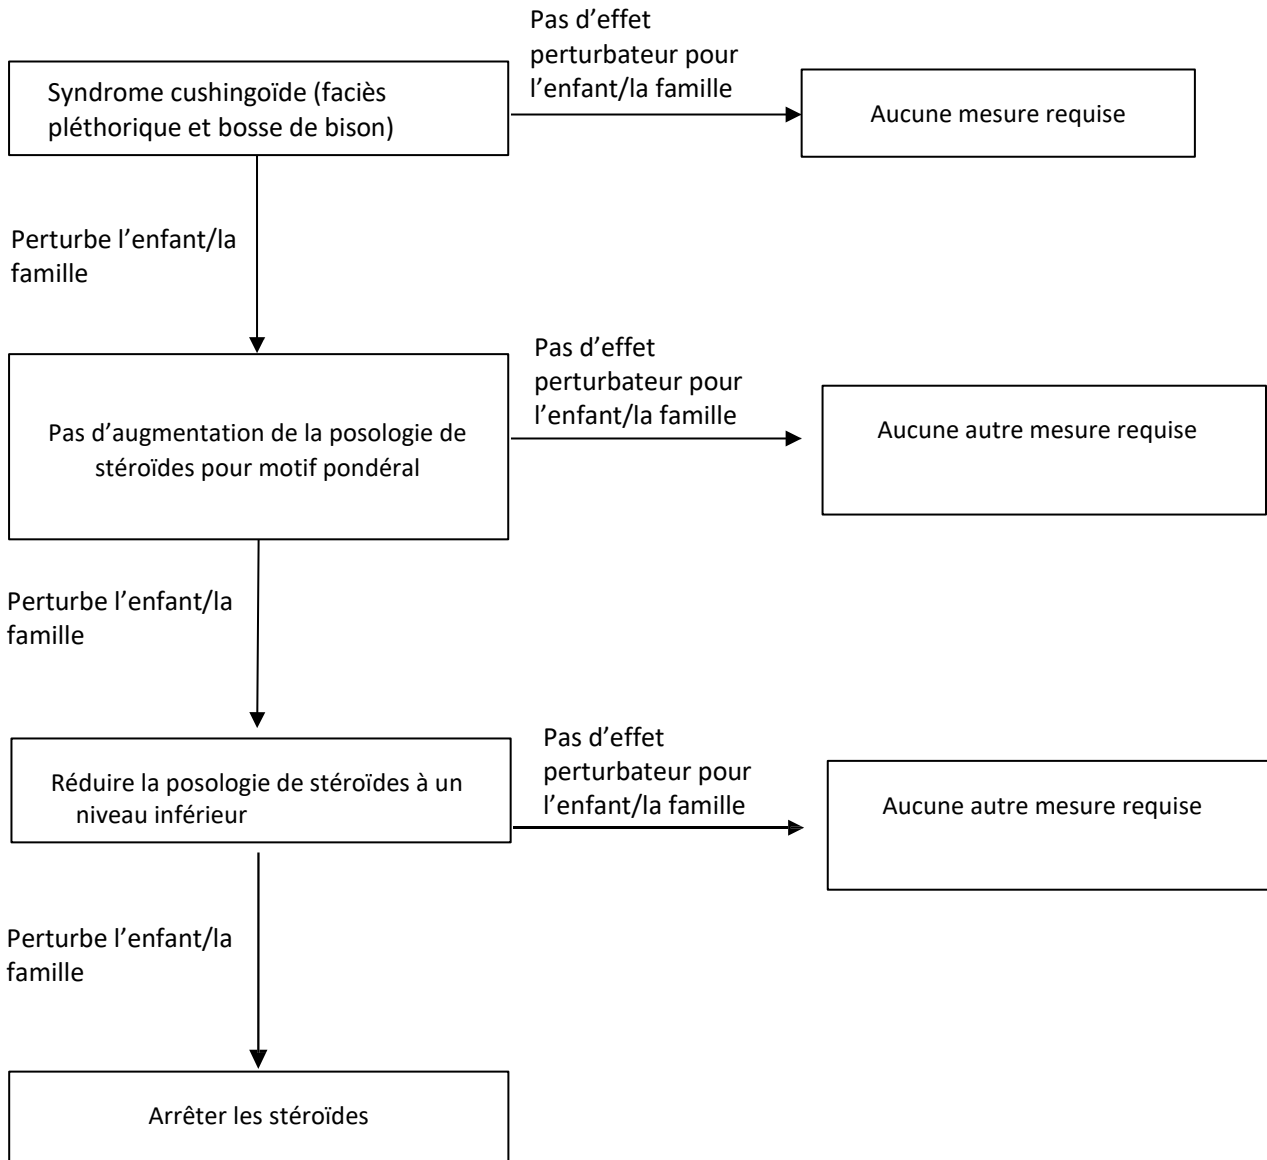 Pas d’effet
perturbateur pour
l’enfant/la famille
Syndrome cushingoïde (faciès
pléthorique et bosse de bison)
Aucune mesure requise
Perturbe l’enfant/la
famille
Pas d’effet
perturbateur pour
l’enfant/la famille
Pas d’augmentation de la posologie de
stéroïdes pour motif pondéral
Aucune autre mesure requise
Perturbe l’enfant/la
famille
Pas d’effet
perturbateur pour
l’enfant/la famille
Réduire la posologie de stéroïdes à un
niveau inférieur
Aucune autre mesure requise
Perturbe l’enfant/la
famille
Arrêter les stéroïdes